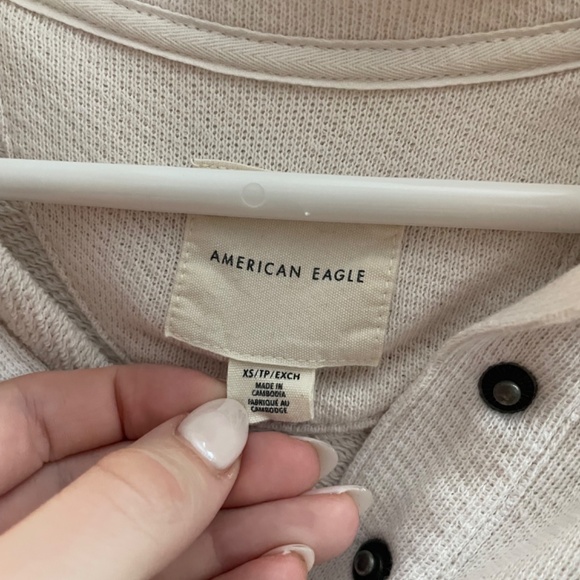 AMERICAN EAGLE
XS/TP/EXCH
MADE IN
CAMBODIA
FABRIQUÉ AU
CAMBODGE